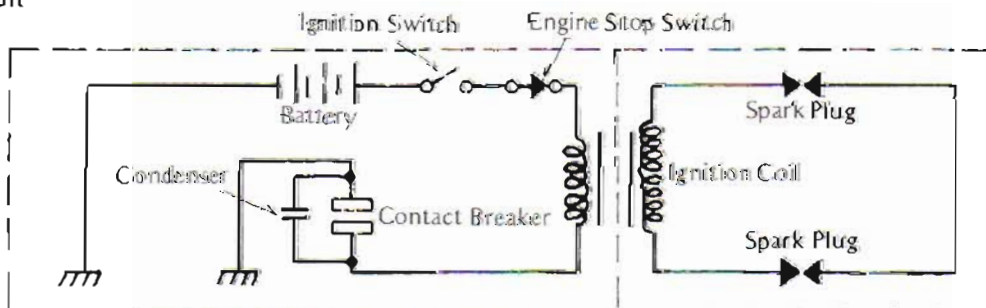 Ignition Switch
Engine Stop Switch
Battery
Spark Plug
Condenser
Contact Breaker
Ignition Coil
Spark Plug